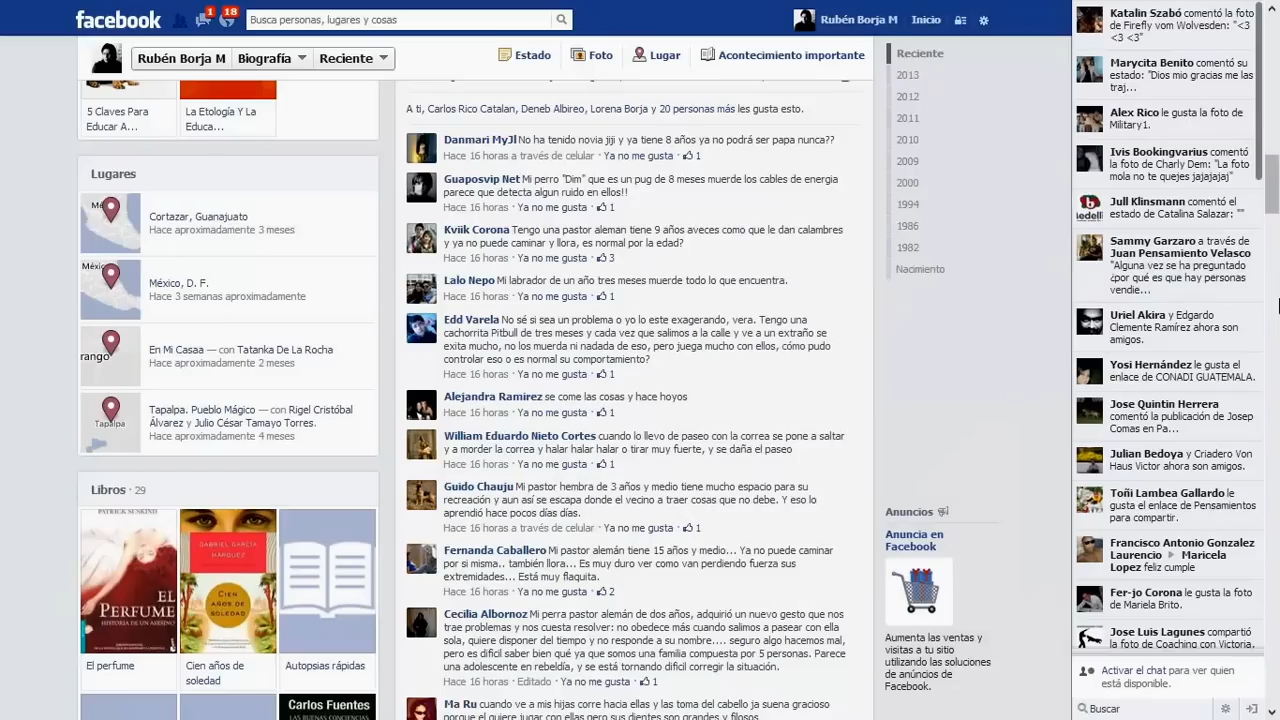 facebook
1
18
Busca personas, lugares y cosas
Rubén Borja M
Inicio
Rubén Borja M
Biografía
Reciente
Estado
Foto
Lugar
Acontecimiento importante
5 Claves Para
Educar A...
La Etología Y La
Educa...
Lugares
Cortazar, Guanajuato
Hace aproximadamente 3 meses
México, D. F.
Hace 3 semanas aproximadamente
rango
En Mi Casaa — con Tatanka De La Rocha
Hace aproximadamente 2 meses
Tapalpa
Tapalpa. Pueblo Mágico — con Rigel Cristóbal
Álvarez y Julio César Tamayo Torres.
Hace aproximadamente 4 meses
Libros · 29
PATRICK SUSKIND
EL
PERFUME
HISTORIA DE UN ASESINO
El perfume
GABRIEL GARCÍA
MÁRQUEZ
CIEN
AÑOS DE
SOLEDAD
Cien años de
soledad
Autopsias rápidas
Carlos Fuentes
LAS BUENAS CONCIENCIAS
A ti, Carlos Rico Catalan, Deneb Albireo, Lorena Borja y 20 personas más les gusta esto.
Danmari MyJl No ha tenido novia jiji y ya tiene 8 años ya no podrá ser papa nunca??
Hace 16 horas a través de celular · Ya no me gusta · 1
Guaposvip Net Mi perro "Dim" que es un pug de 8 meses muerde los cables de energia
parece que detecta algun ruido en ellos!!
Hace 16 horas · Ya no me gusta · 1
Kviik Corona Tengo una pastor aleman tiene 9 años aveces como que le dan calambres
y ya no puede caminar y llora, es normal por la edad?
Hace 16 horas · Ya no me gusta · 3
Lalo Nepo Mi labrador de un año tres meses muerde todo lo que encuentra.
Hace 16 horas · Ya no me gusta · 1
Edd Varela No sé si sea un problema o yo lo este exagerando, vera. Tengo una
cachorrita Pitbull de tres meses y cada vez que salimos a la calle y ve a un extraño se
exita mucho, no los muerde ni nadada de eso, pero juega mucho con ellos, cómo pudo
controlar eso o es normal su comportamiento?
Hace 16 horas · Ya no me gusta · 1
Alejandra Ramirez se come las cosas y hace hoyos
Hace 16 horas · Ya no me gusta · 1
William Eduardo Nieto Cortes cuando lo llevo de paseo con la correa se pone a saltar
y a morder la correa y halar halar halar o tirar muy fuerte, y se daña el paseo
Hace 16 horas · Ya no me gusta · 1
Guido Chauju Mi pastor hembra de 3 años y medio tiene mucho espacio para su
recreación y aun así se escapa donde el vecino a traer cosas que no debe. Y eso lo
aprendió hace pocos días días.
Hace 16 horas a través de celular · Ya no me gusta · 1
Fernanda Caballero Mi pastor alemán tiene 15 años y medio... Ya no puede caminar
por si misma.. también llora... Es muy duro ver como van perdiendo fuerza sus
extremidades... Está muy flaquita.
Hace 16 horas · Ya no me gusta · 2
Cecilia Albornoz Mi perra pastor alemán de dos años, adquirió un nuevo gesto que nos
trae problemas y nos cuesta resolver: no obedece más cuando salimos a pasear con ella
sola, quiere disponer del tiempo y no responde a su nombre.... seguro algo hacemos mal,
pero es dificil saber bien qué ya que somos una familia compuesta por 5 personas. Parece
una adolescente en rebeldía, y se está tornando dificil corregir la situación.
Hace 16 horas · Editado · Ya no me gusta · 1
Ma Ru cuando ve a mis hijas corre hacia ellas y las toma del cabello ja suena gracioso
porque el quiere jugar con ellas pero sus dientes son grandes y filosos
Reciente
2013
2012
2011
2010
2009
2000
1994
1986
1982
Nacimiento
Anuncios
Anuncia en
Facebook
Aumenta las ventas y
visitas a tu sitio
utilizando las soluciones
de anúncios de
Facebook.
Katalin Szabó comentó la
foto de Firefly vom Wolvesden: "<3
<3 <3"
Marycita Benito comentó su
estado: "Dios mio gracias me las
traj...
Alex Rico le gusta la foto de
Military1.
Ivis Bookingvarius comentó
la foto de Charly Dem: "La foto
mola no te quejes jajajajaj"
Jull Klinsmann comentó el
estado de Catalina Salazar: ""
Sammy Garzaro a través de
Juan Pensamiento Velasco
"Alguna vez se han preguntado
¿por qué es que hay personas
vendie...
Uriel Akira y Edgardo
Clemente Ramírez ahora son
amigos.
Yosi Hernández le gusta el
enlace de CONADI GUATEMALA.
Jose Quintin Herrera
comentó la publicación de Josep
Comas en Pa...
Julian Bedoya y Criadero Von
Haus Victor ahora son amigos.
Toñi Lambea Gallardo le
gusta el enlace de Pensamientos
para compartir.
Francisco Antonio Gonzalez
Laurencio ▸ Maricela
Lopez feliz cumple
Fer-jo Corona le gusta la foto
de Mariela Brito.
Jose Luis Lagunes compartió
la foto de Coaching con Victoria.
Activar el chat para ver quien
está disponible.
Buscar